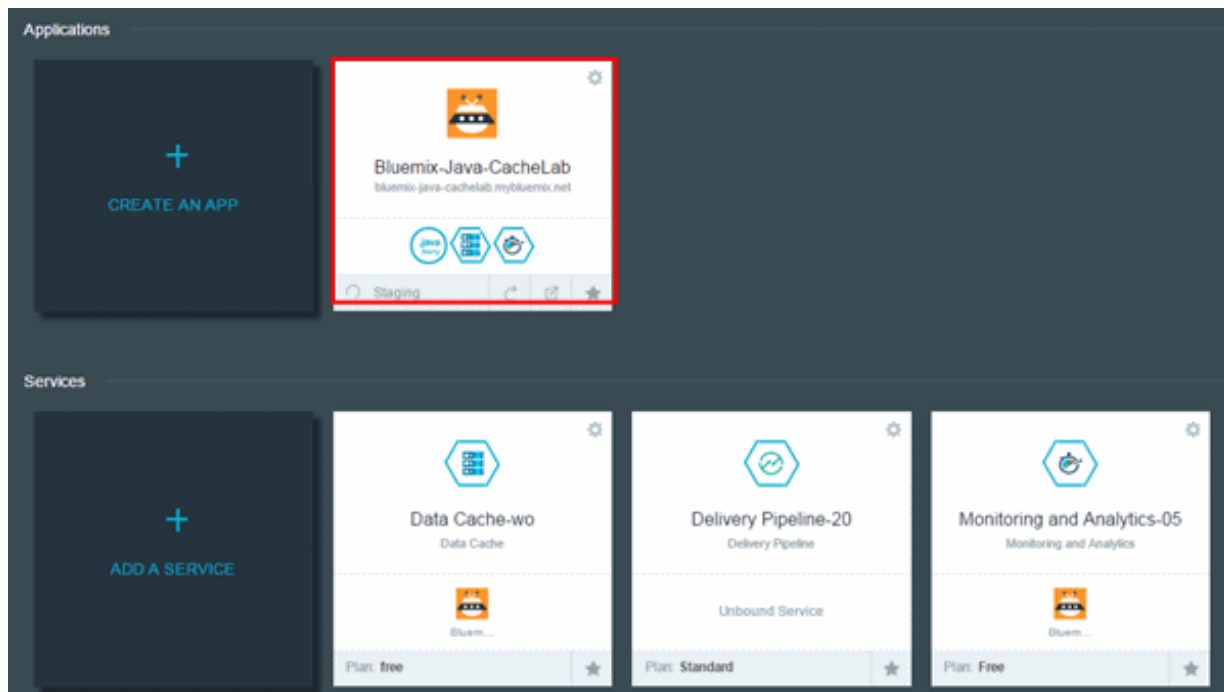 Applications
CREATE AN APP
Bluemix-Java-CacheLab
bluemix-java-cachelab.mybluemix.net
Java
Staging
Services
ADD A SERVICE
Data Cache-wo
Data Cache
Bluem...
Plan: free
Delivery Pipeline-20
Delivery Pipeline
Unbound Service
Plan: Standard
Monitoring and Analytics-05
Monitoring and Analytics
Bluem...
Plan: Free